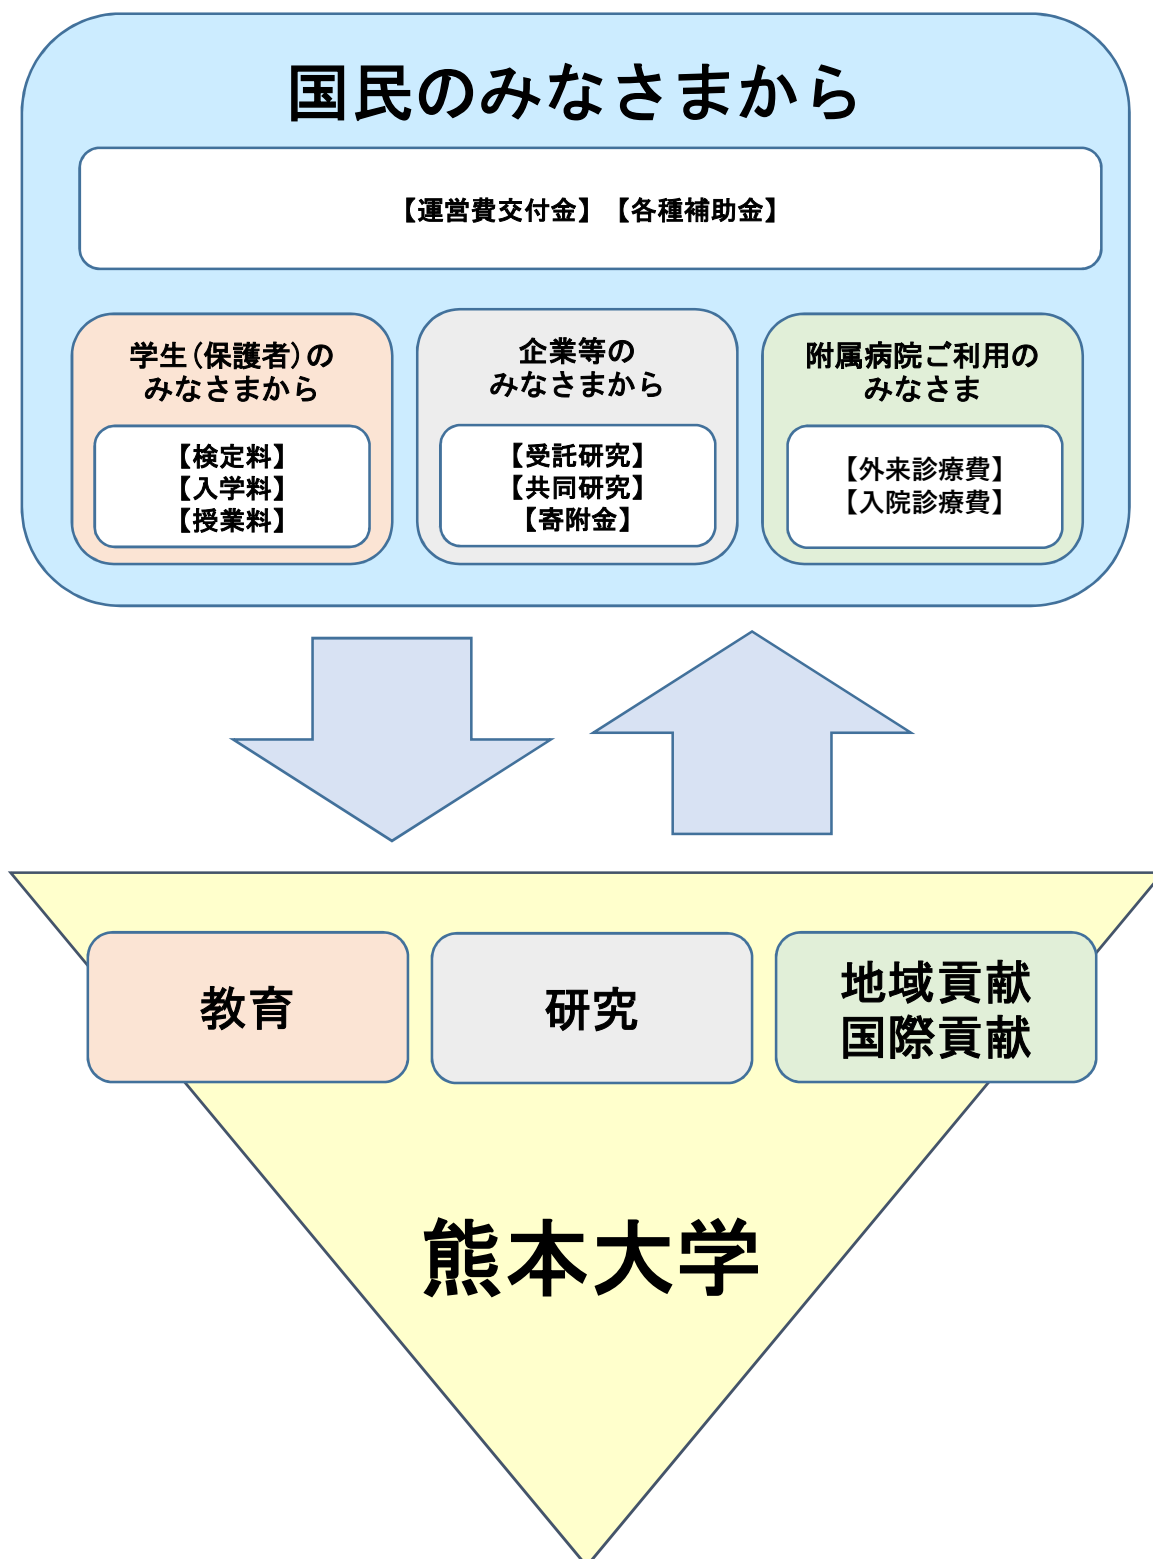 国民のみなさまから
【運営費交付金】【各種補助金】
学生(保護者)の
みなさまから
【検定料】
【入学料】
【授業料】
企業等の
みなさまから
【受託研究】
【共同研究】
【寄附金】
附属病院ご利用の
みなさま
【外来診療費】
【入院診療費】
教育
研究
地域貢献
国際貢献
熊本大学